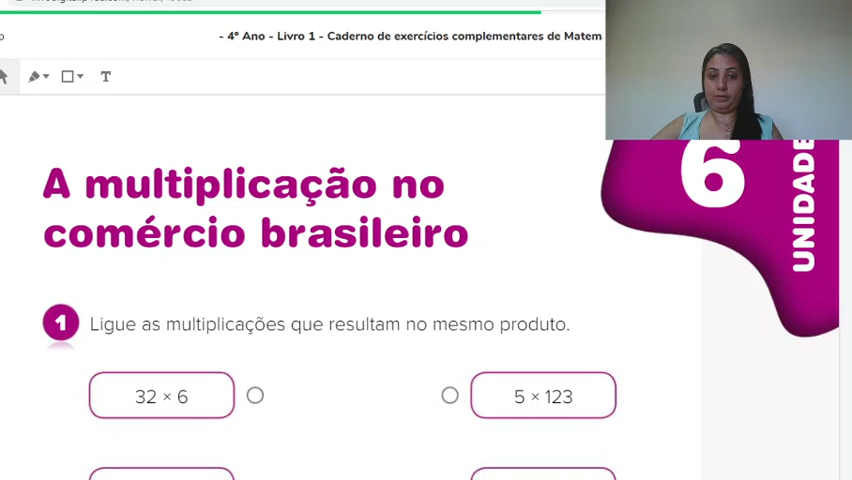 - 4º Ano - Livro 1 - Caderno de exercícios complementares de Matem
T
A multiplicação no
comércio brasileiro
6
UNIDADE
1 Ligue as multiplicações que resultam no mesmo produto.
32 × 6
5 × 123